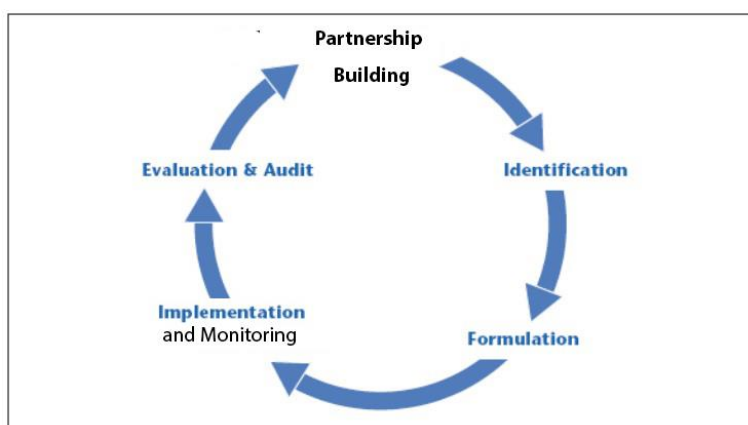 Partnership
Building
Identification
Formulation
Implementation
and Monitoring
Evaluation & Audit